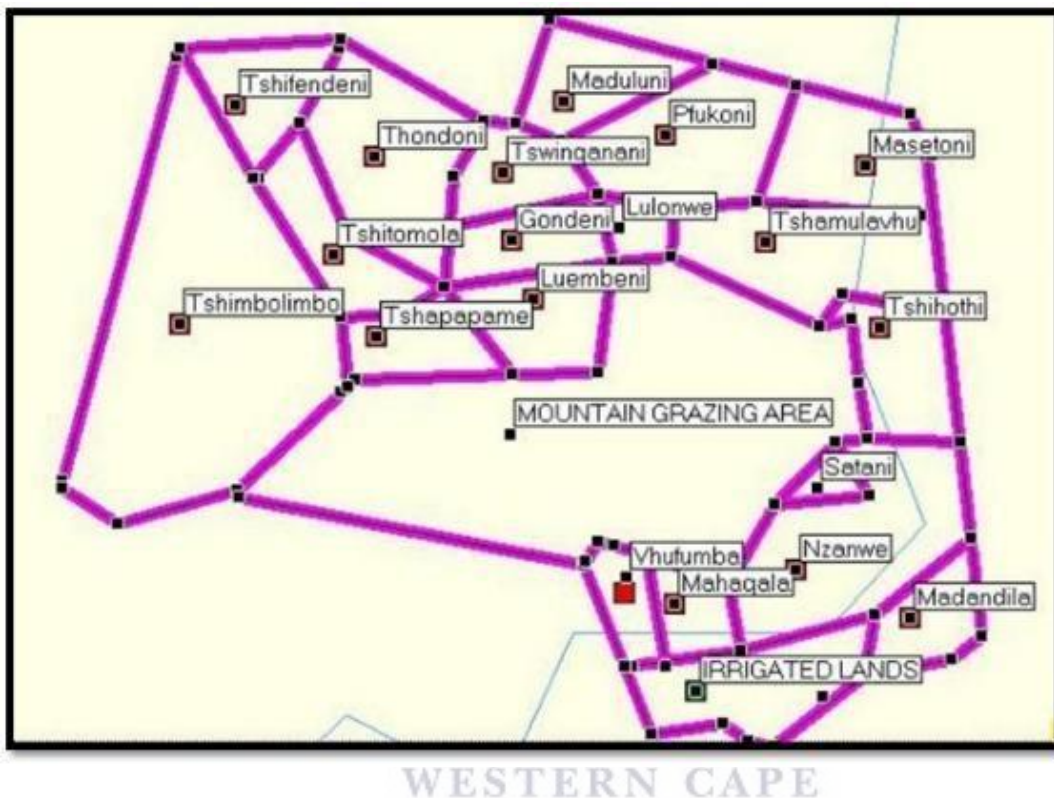 Tshifendeni
Maduluni
Pfukoni
Thondoni
Tswinganani
Masetoni
Lulonwe
Gondeni
Tshamulavhu
Tshitomola
Luembeni
Tshimbolimbo
Tshapapame
Tshihothi
MOUNTAIN GRAZING AREA
Satani
Vhufumba
Nzanwe
Mahagala
Madandila
IRRIGATED LANDS
WESTERN CAPE